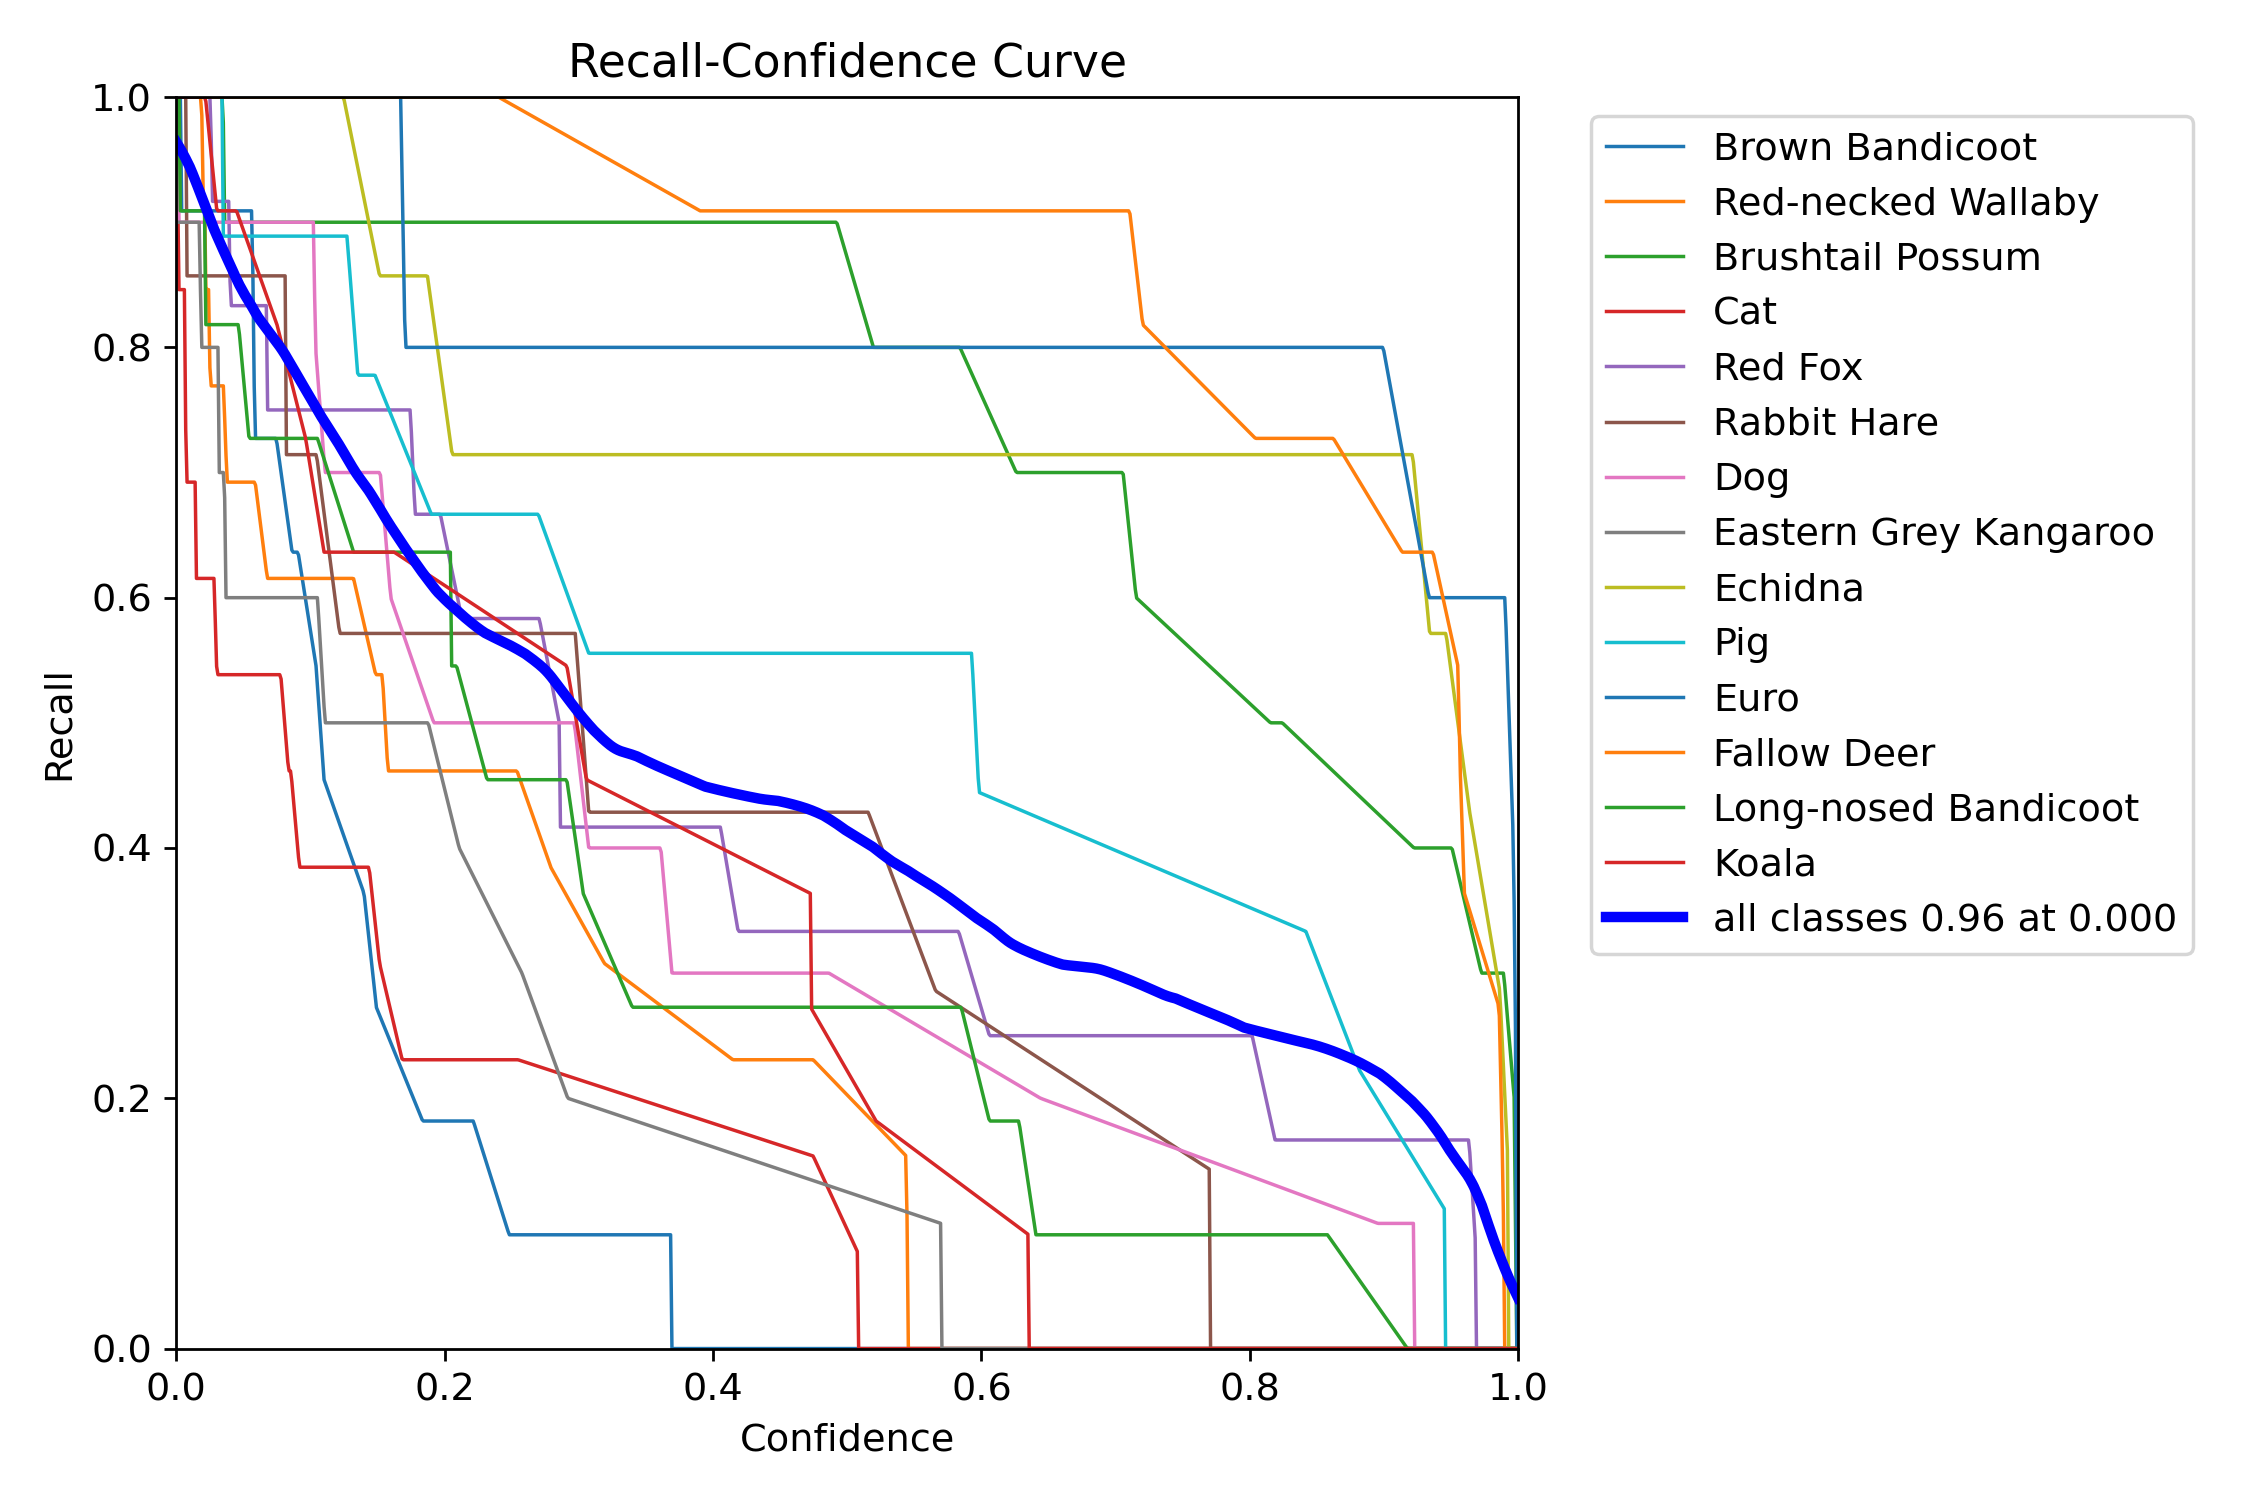 Recall-Confidence Curve
1.0
0.8
0.6
0.4
0.2
0.0
Recall
0.0 0.2 0.4 0.6 0.8 1.0
Confidence
Brown Bandicoot
Red-necked Wallaby
Brushtail Possum
Cat
Red Fox
Rabbit Hare
Dog
Eastern Grey Kangaroo
Echidna
Pig
Euro
Fallow Deer
Long-nosed Bandicoot
Koala
all classes 0.96 at 0.000